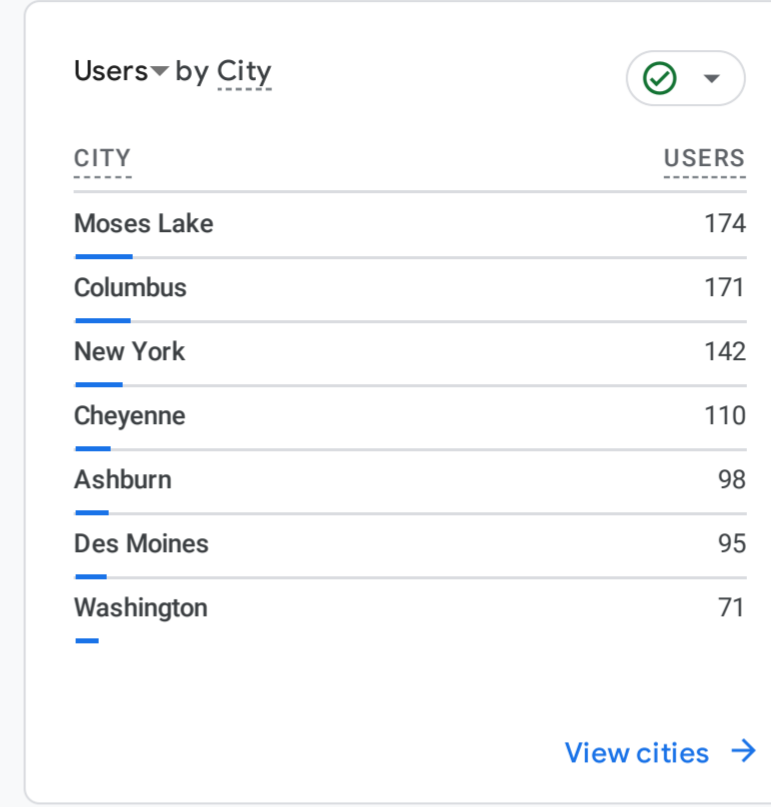 Users by City
CITY USERS
Moses Lake 174
Columbus 171
New York 142
Cheyenne 110
Ashburn 98
Des Moines 95
Washington 71
View cities